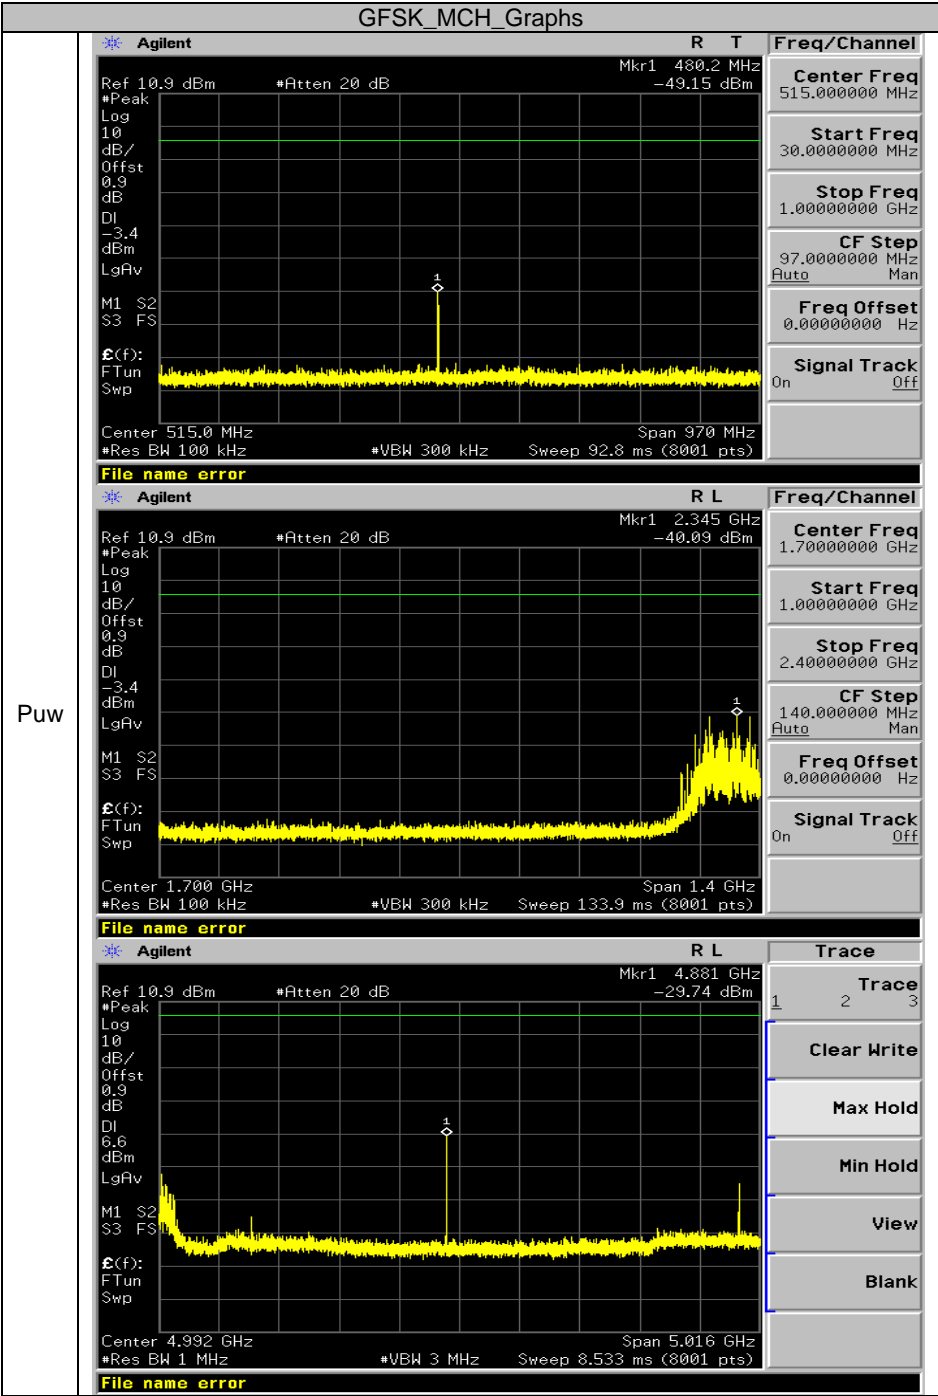 GFSK_MCH_Graphs
Puw
Agilent R T Freq/Channel
Mkr1 480.2 MHz
Ref 10.9 dBm #Atten 20 dB -49.15 dBm
#Peak
Log
10
dB/
Offst
0.9
dB
DI
-3.4
dBm
LgAv
M1 S2
S3 FS
£(f):
FTun
Swp
1
Center 515.0 MHz Span 970 MHz
#Res BW 100 kHz #VBW 300 kHz Sweep 92.8 ms (8001 pts)
Center Freq
515.000000 MHz
Start Freq
30.0000000 MHz
Stop Freq
1.00000000 GHz
CF Step
97.0000000 MHz
Auto Man
Freq Offset
0.00000000 Hz
Signal Track
On Off
File name error
Agilent R L Freq/Channel
Mkr1 2.345 GHz
Ref 10.9 dBm #Atten 20 dB -40.09 dBm
#Peak
Log
10
dB/
Offst
0.9
dB
DI
-3.4
dBm
LgAv
M1 S2
S3 FS
£(f):
FTun
Swp
1
Center 1.700 GHz Span 1.4 GHz
#Res BW 100 kHz #VBW 300 kHz Sweep 133.9 ms (8001 pts)
Center Freq
1.70000000 GHz
Start Freq
1.00000000 GHz
Stop Freq
2.40000000 GHz
CF Step
140.000000 MHz
Auto Man
Freq Offset
0.00000000 Hz
Signal Track
On Off
File name error
Agilent R L Trace
Mkr1 4.881 GHz
Ref 10.9 dBm #Atten 20 dB -29.74 dBm
#Peak
Log
10
dB/
Offst
0.9
dB
DI
6.6
dBm
LgAv
M1 S2
S3 FS
£(f):
FTun
Swp
1
Center 4.992 GHz Span 5.016 GHz
#Res BW 1 MHz #VBW 3 MHz Sweep 8.533 ms (8001 pts)
Trace
1 2 3
Clear Write
Max Hold
Min Hold
View
Blank
File name error